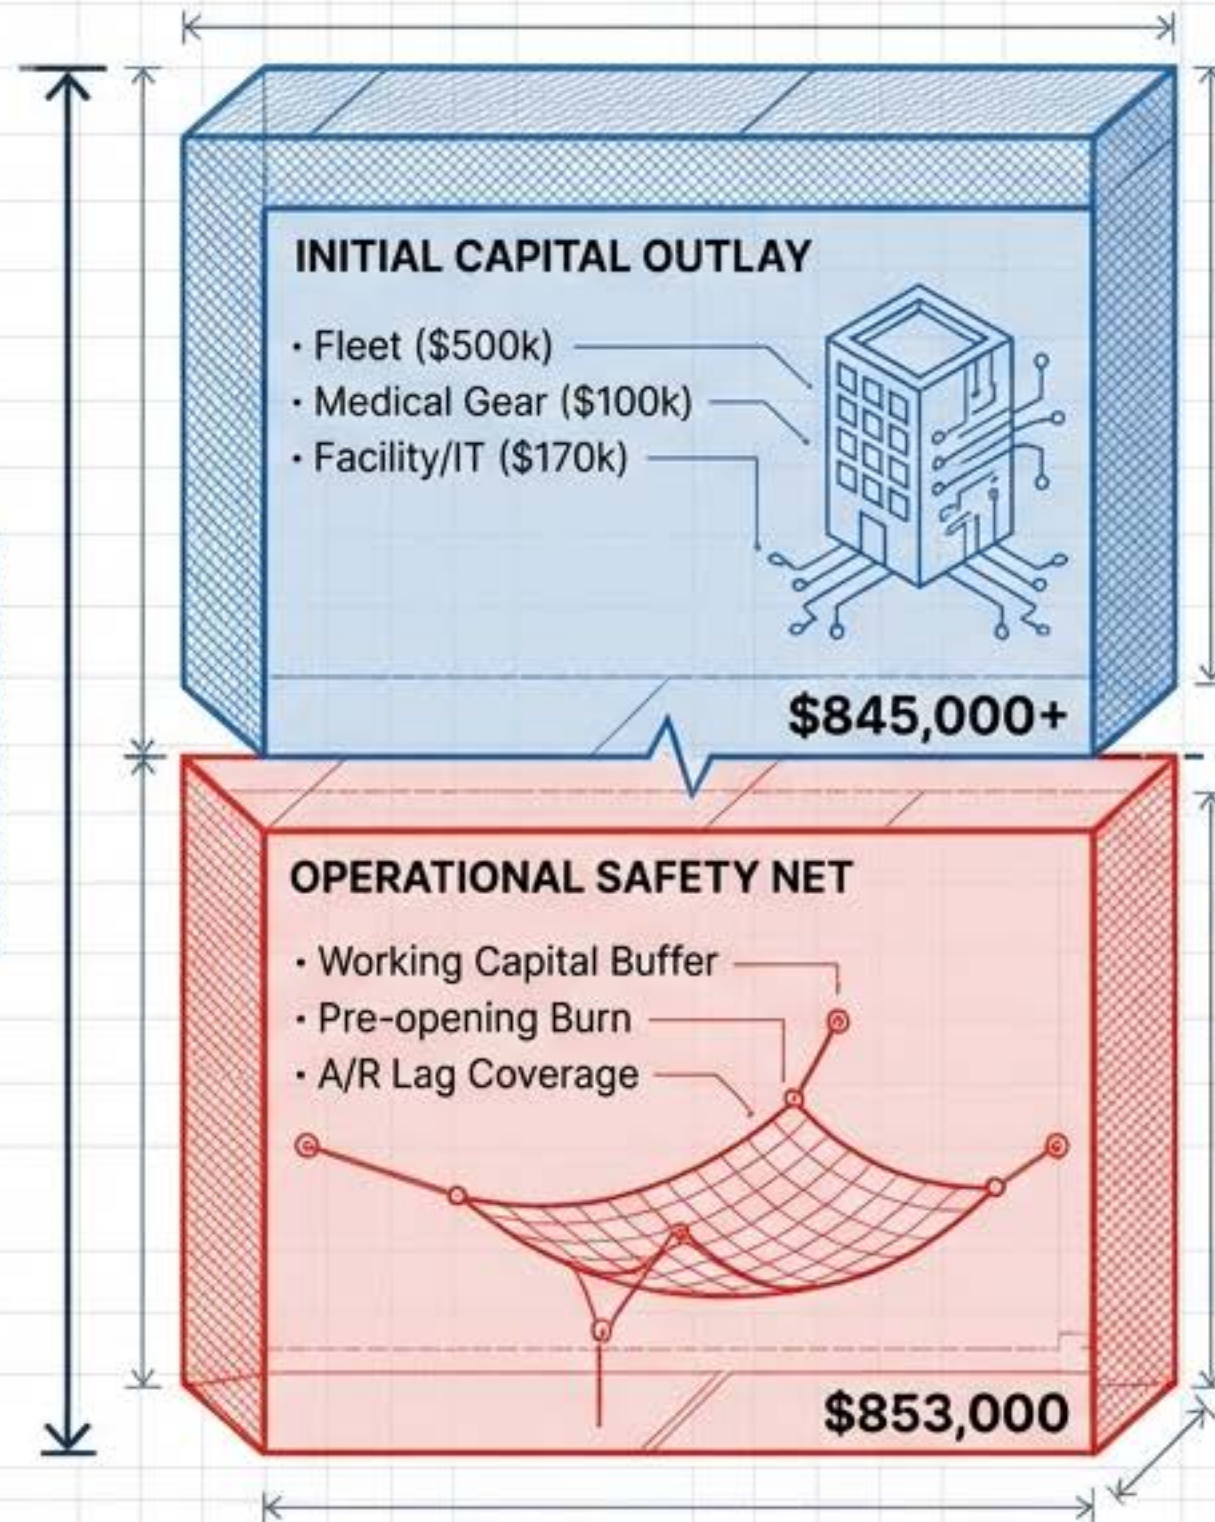 INITIAL CAPITAL OUTLAY
· Fleet ($500k)
· Medical Gear ($100k)
· Facility/IT ($170k)
$845,000+
OPERATIONAL SAFETY NET
· Working Capital Buffer
· Pre-opening Burn
· A/R Lag Coverage
$853,000